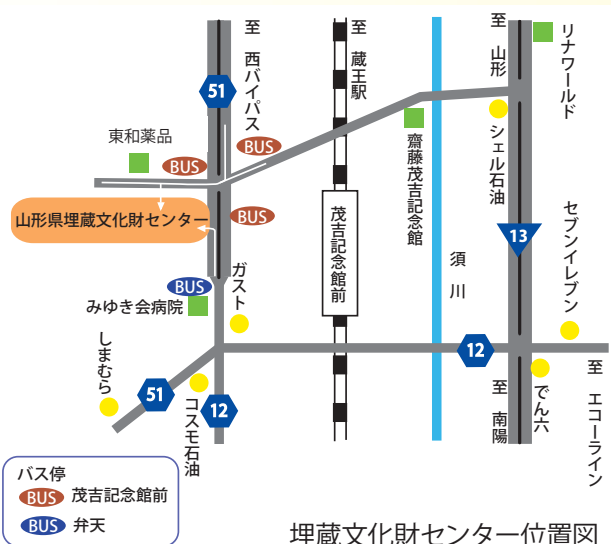 至 西バイパス
至 蔵王駅
至 山形
リナワールド
51
東和薬品
BUS
BUS
シェル石油
齋藤茂吉記念館
山形県埋蔵文化財センター
BUS
茂吉記念館前
須川
13
セブンイレブン
ガスト
BUS
みゆき会病院
しまむら
12
51
コスモ石油
12
至 南陽
でん六
至 エコーライン
バス停
BUS 茂吉記念館前
BUS 弁天
埋蔵文化財センター位置図